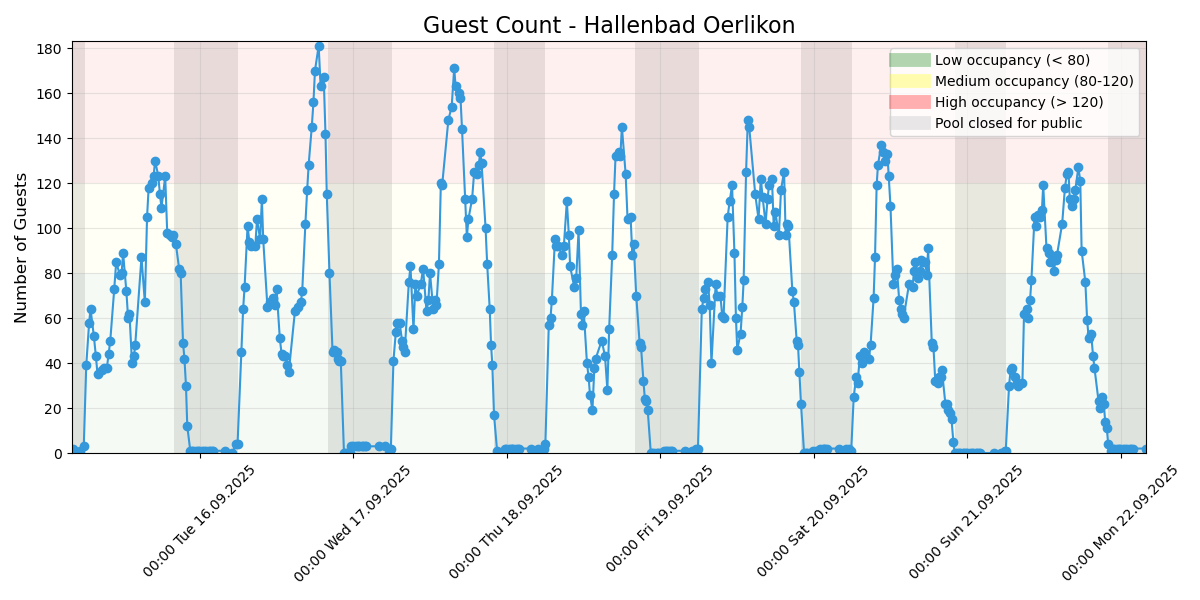 Guest Count - Hallenbad Oerlikon
Low occupancy (< 80)
Medium occupancy (80-120)
High occupancy (> 120)
Pool closed for public
Number of Guests
180
160
140
120
100
80
60
40
20
0
00:00 Tue 16.09.2025
00:00 Wed 17.09.2025
00:00 Thu 18.09.2025
00:00 Fri 19.09.2025
00:00 Sat 20.09.2025
00:00 Sun 21.09.2025
00:00 Mon 22.09.2025